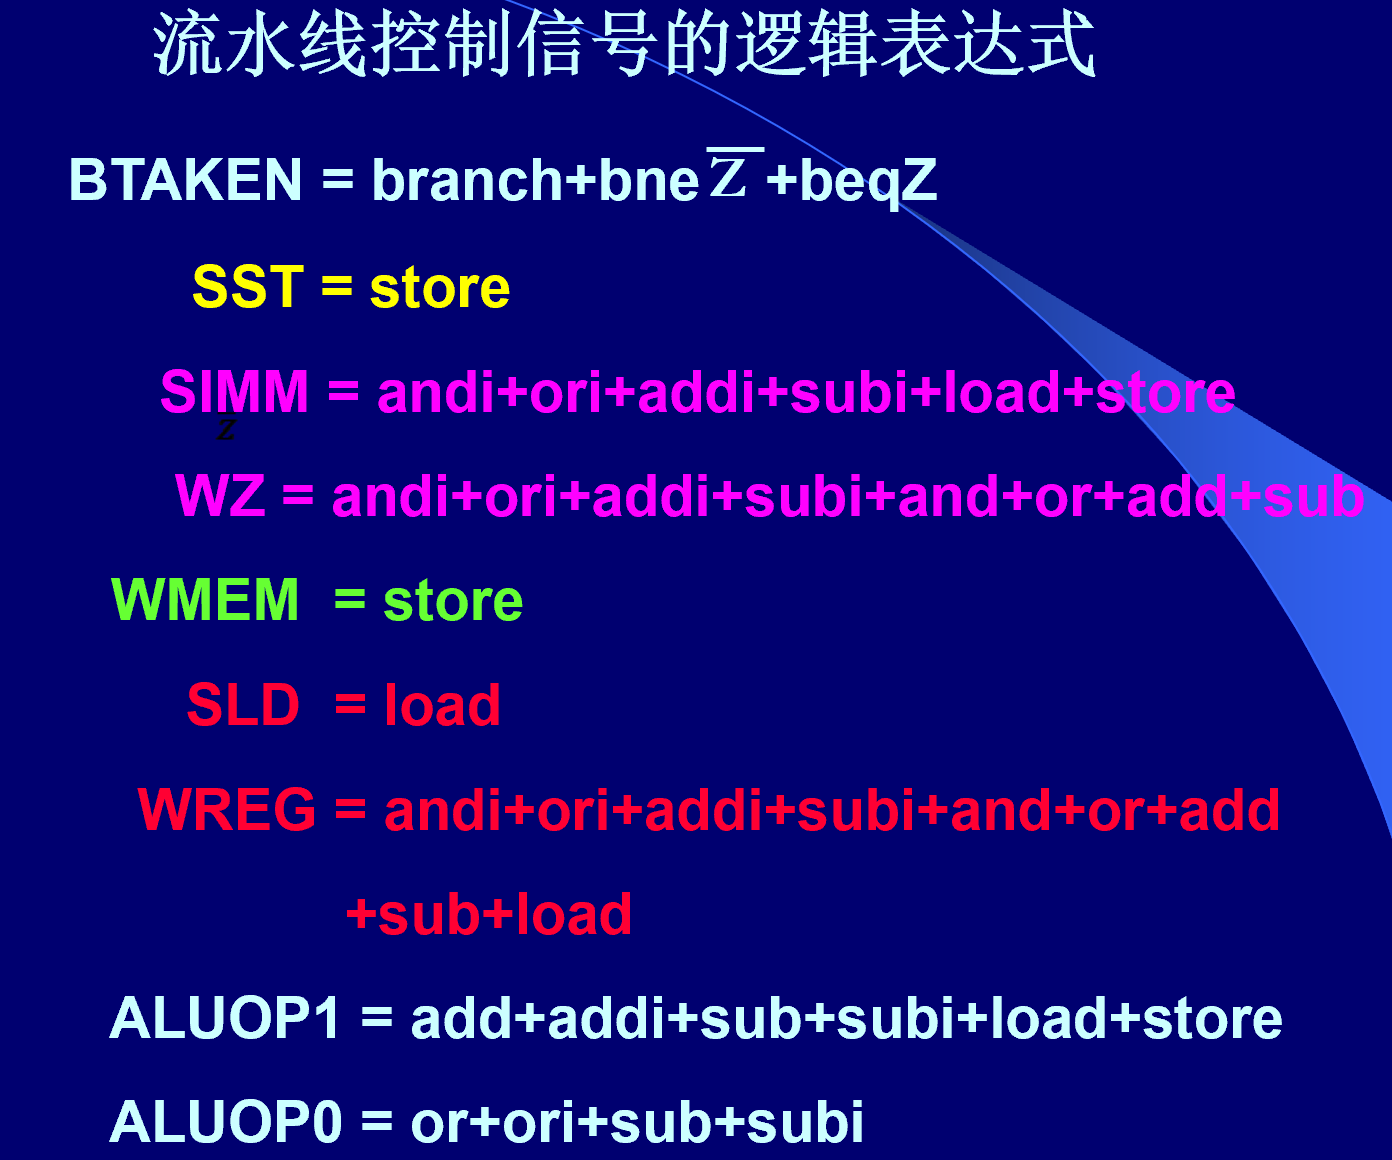 流水线控制信号的逻辑表达式
BTAKEN = branch+bne Z̅ +beqZ
SST = store
SIMM = andi+ori+addi+subi+load+store
z̅
WZ = andi+ori+addi+subi+and+or+add+sub
WMEM = store
SLD = load
WREG = andi+ori+addi+subi+and+or+add
+sub+load
ALUOP1 = add+addi+sub+subi+load+store
ALUOP0 = or+ori+sub+subi